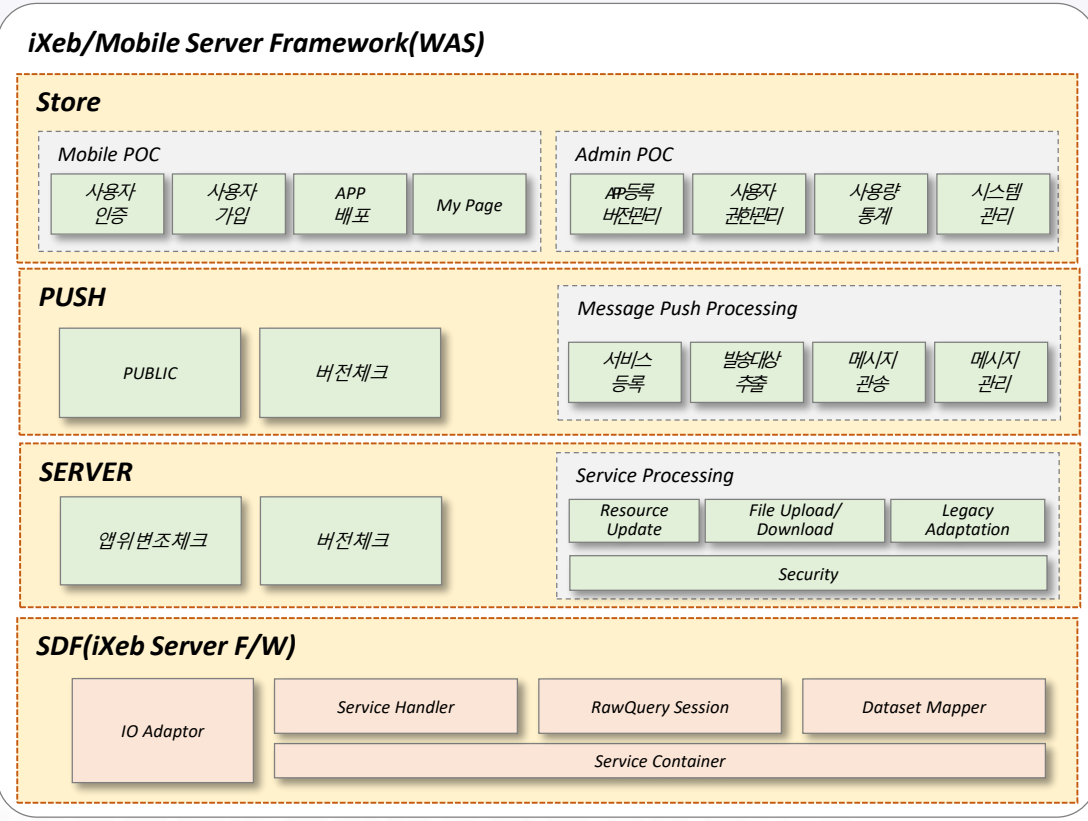 iXeb/Mobile Server Framework(WAS)
Store
Mobile POC
사용자
인증
사용자
가입
APP
배포
My Page
Admin POC
APP등록
버전관리
사용자
권한관리
사용량
통계
시스템
관리
PUSH
PUBLIC
버전체크
Message Push Processing
서비스
등록
발송대상
추출
메시지
관송
메시지
관리
SERVER
앱위변조체크
버전체크
Service Processing
Resource
Update
File Upload/
Download
Legacy
Adaptation
Security
SDF(iXeb Server F/W)
IO Adaptor
Service Handler
RawQuery Session
Dataset Mapper
Service Container